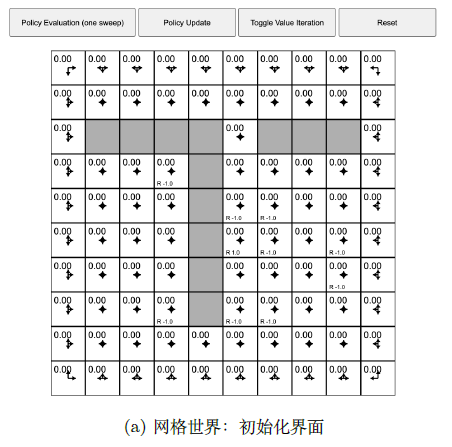 Policy Evaluation (one sweep) Policy Update Toggle Value Iteration Reset
0.00 0.00 0.00 0.00 0.00 0.00 0.00 0.00 0.00 0.00
0.00 0.00 0.00 0.00 0.00 0.00 0.00 0.00 0.00 0.00
0.00 0.00 0.00
0.00 0.00 0.00 0.00 0.00 0.00 0.00 0.00 0.00
R -1.0
0.00 0.00 0.00 0.00 0.00 0.00 0.00 0.00 0.00
R -1.0 R -1.0
0.00 0.00 0.00 0.00 0.00 0.00 0.00 0.00 0.00
R 1.0 R -1.0 R -1.0
0.00 0.00 0.00 0.00 0.00 0.00 0.00 0.00 0.00
R -1.0
0.00 0.00 0.00 0.00 0.00 0.00 0.00 0.00 0.00
R -1.0 R -1.0 R -1.0
0.00 0.00 0.00 0.00 0.00 0.00 0.00 0.00 0.00 0.00
0.00 0.00 0.00 0.00 0.00 0.00 0.00 0.00 0.00 0.00
(a) 网格世界：初始化界面